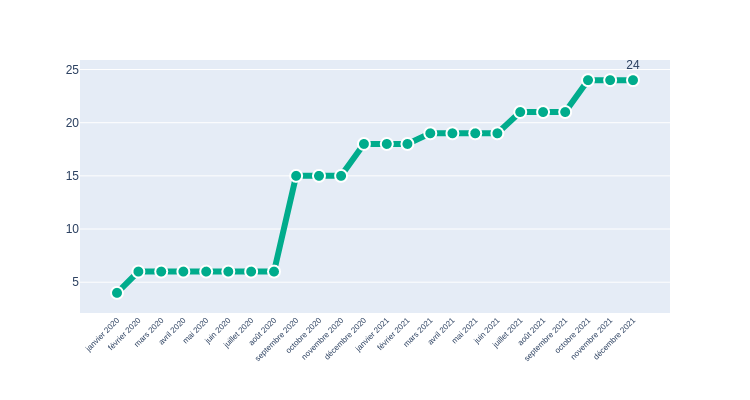 24
25
20
15
10
5
janvier 2020
février 2020
mars 2020
avril 2020
mai 2020
juin 2020
juillet 2020
août 2020
septembre 2020
octobre 2020
novembre 2020
décembre 2020
janvier 2021
février 2021
mars 2021
avril 2021
mai 2021
juin 2021
juillet 2021
août 2021
septembre 2021
octobre 2021
novembre 2021
décembre 2021